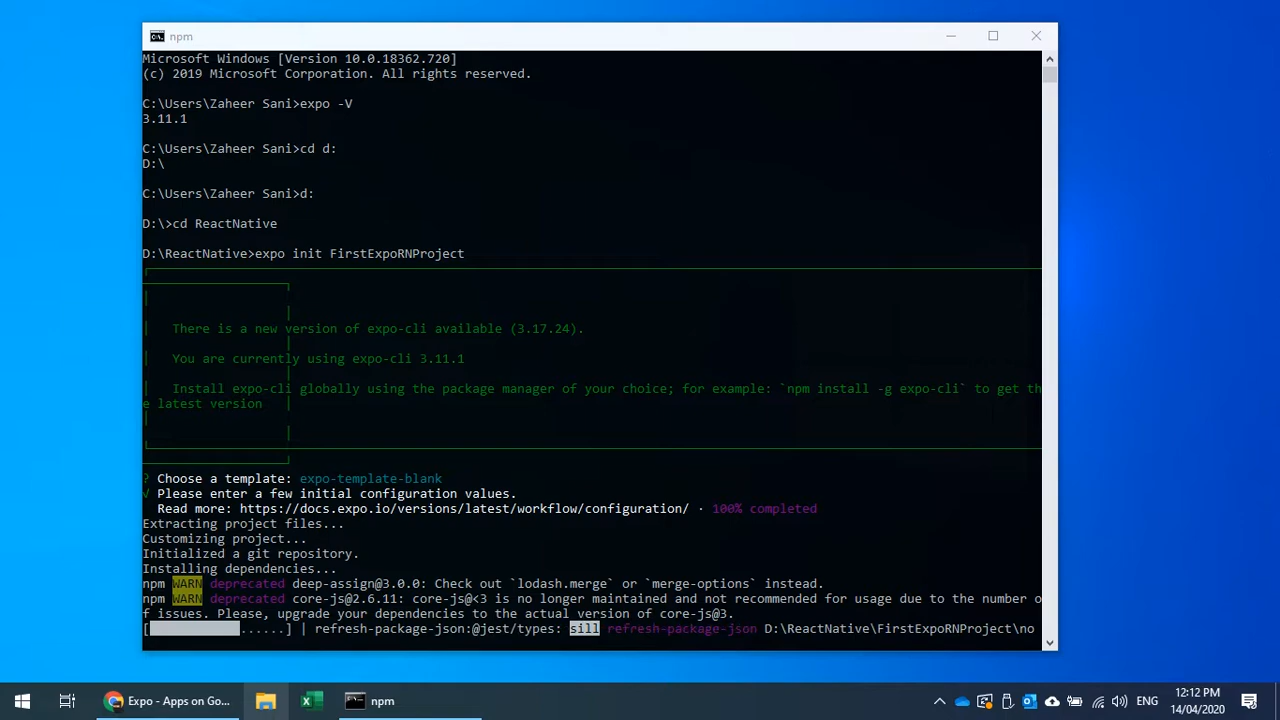 npm
Microsoft Windows [Version 10.0.18362.720]
(c) 2019 Microsoft Corporation. All rights reserved.
C:\Users\Zaheer Sani>expo -V
3.11.1
C:\Users\Zaheer Sani>cd d:
D:\
C:\Users\Zaheer Sani>d:
D:\>cd ReactNative
D:\ReactNative>expo init FirstExpoRNProject
There is a new version of expo-cli available (3.17.24).
You are currently using expo-cli 3.11.1
Install expo-cli globally using the package manager of your choice; for example: `npm install -g expo-cli` to get th
e latest version
? Choose a template: expo-template-blank
√ Please enter a few initial configuration values.
Read more: https://docs.expo.io/versions/latest/workflow/configuration/ · 100% completed
Extracting project files...
Customizing project...
Initialized a git repository.
Installing dependencies...
npm WARN deprecated deep-assign@3.0.0: Check out `lodash.merge` or `merge-options` instead.
npm WARN deprecated core-js@2.6.11: core-js@<3 is no longer maintained and not recommended for usage due to the number o
f issues. Please, upgrade your dependencies to the actual version of core-js@3.
[ ......] | refresh-package-json:@jest/types: sill refresh-package-json D:\ReactNative\FirstExpoRNProject\no
Expo - Apps on Go...
npm
ENG
12:12 PM
14/04/2020